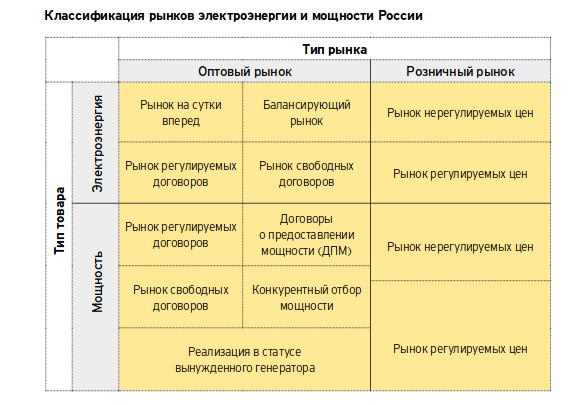 Классификация рынков электроэнергии и мощности России
Тип рынка
Оптовый рынок
Розничный рынок
Тип товара
Электроэнергия
Рынок на сутки
вперед
Балансирующий
рынок
Рынок нерегулируемых цен
Рынок регулируемых
договоров
Рынок свободных
договоров
Рынок регулируемых цен
Мощность
Рынок регулируемых
договоров
Договоры
о предоставлении
мощности (ДПМ)
Рынок нерегулируемых цен
Рынок свободных
договоров
Конкурентный отбор
мощности
Реализация в статусе
вынужденного генератора
Рынок регулируемых цен